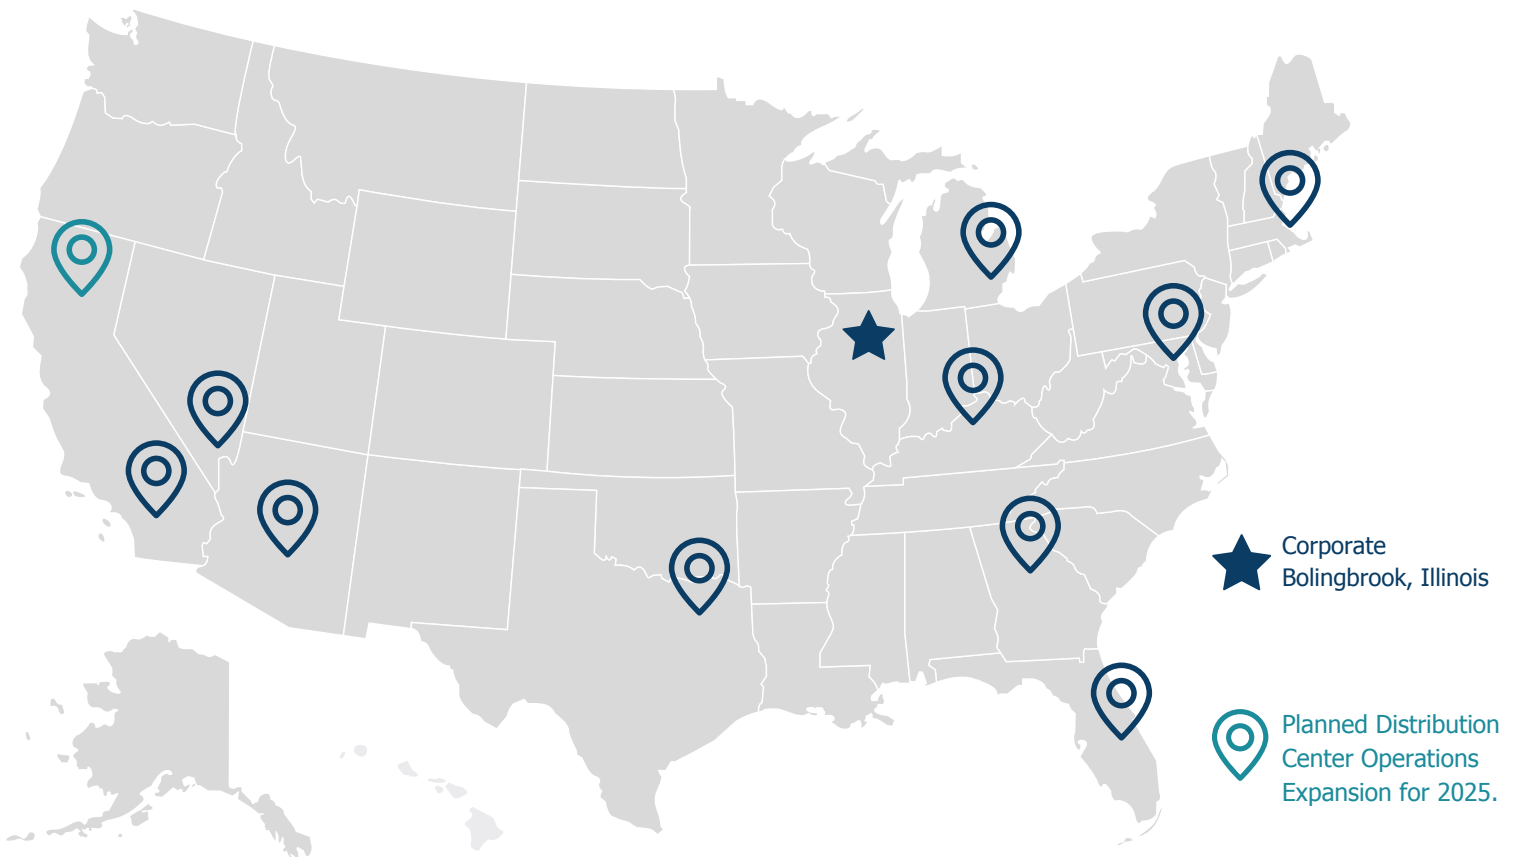 Corporate
Bolingbrook, Illinois
Planned Distribution
Center Operations
Expansion for 2025.